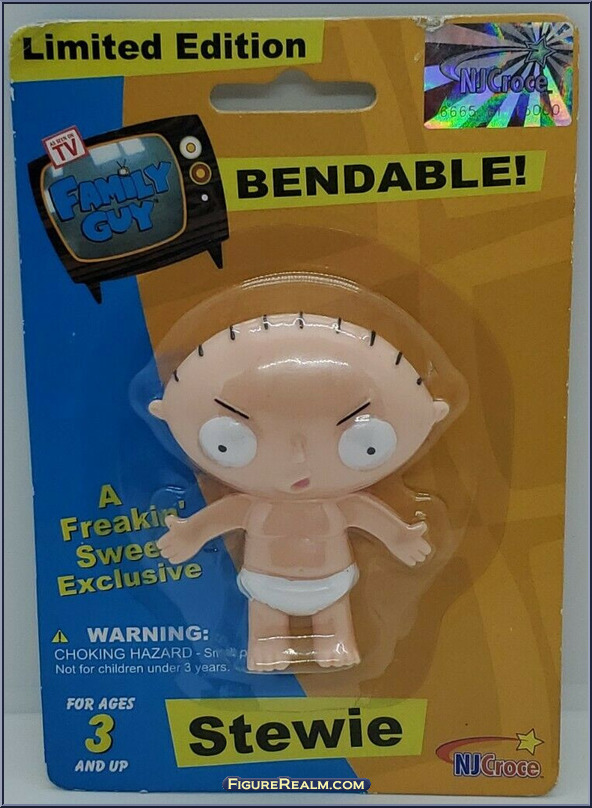 Limited Edition
NJCroce
AS SEEN ON
TV
FAMILY
GUY
BENDABLE!
A
Freakin'
Exclusive
WARNING:
CHOKING HAZARD -
Not for children under 3 years.
FOR AGES
3
AND UP
Stewie
NJCroce
FIGUREREALM.COM